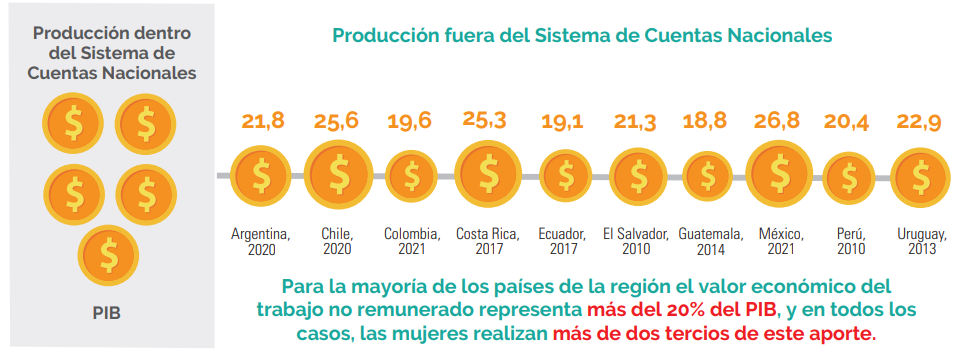 Producción dentro
del Sistema de
Cuentas Nacionales
$ $
$ $
$
PIB
Producción fuera del Sistema de Cuentas Nacionales
21,8 25,6 19,6 25,3 19,1 21,3 18,8 26,8 20,4 22,9
$ $ $ $ $ $ $ $ $ $
Argentina, Chile, Colombia, Costa Rica, Ecuador, El Salvador, Guatemala, México, Perú, Uruguay,
2020 2020 2021 2017 2017 2010 2014 2021 2010 2013
Para la mayoría de los países de la región el valor económico del
trabajo no remunerado representa más del 20% del PIB, y en todos los
casos, las mujeres realizan más de dos tercios de este aporte.